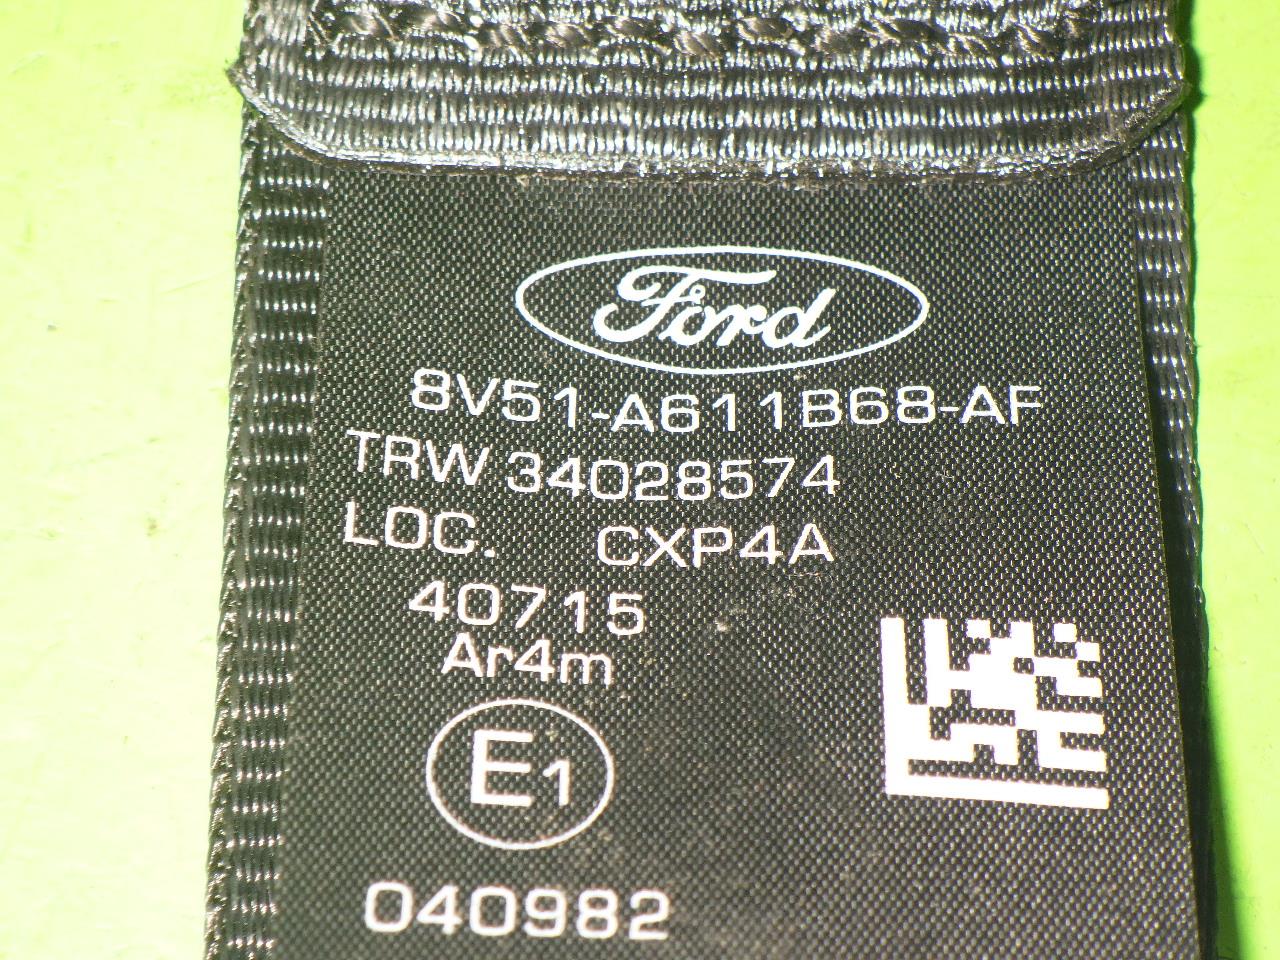 Ford
8V51-A611B68-AF
TRW 34028574
LOC. CXP4A
40715
Ar4m
E1
040982